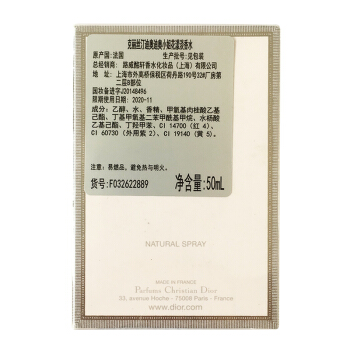 克丽丝汀迪奥迪奥小姐花漾淡香水
原产国: 法国 生产批号: 见包装
总经销商: 路威酩轩香水化妆品（上海）有限公司
地址: 上海市外高桥保税区荷丹路190号32#厂房第
二层B部位
国妆备进字J20148496
限期使用日期: 2020-11
成分: 乙醇、水、香精、甲氧基肉桂酸乙基
己酯、丁基甲氧基二苯甲酰基甲烷、水杨酸
乙基己酯、丁羟甲苯、CI 14700（红 4）、
CI 60730（外用紫 2）、CI 19140（黄 5）。
注意: 易燃品, 避免热与明火。
货号: F032622889 净含量: 50mL
NATURAL SPRAY
MADE IN FRANCE
Parfums Christian Dior
33, avenue Hoche - 75008 Paris - France
www.dior.com